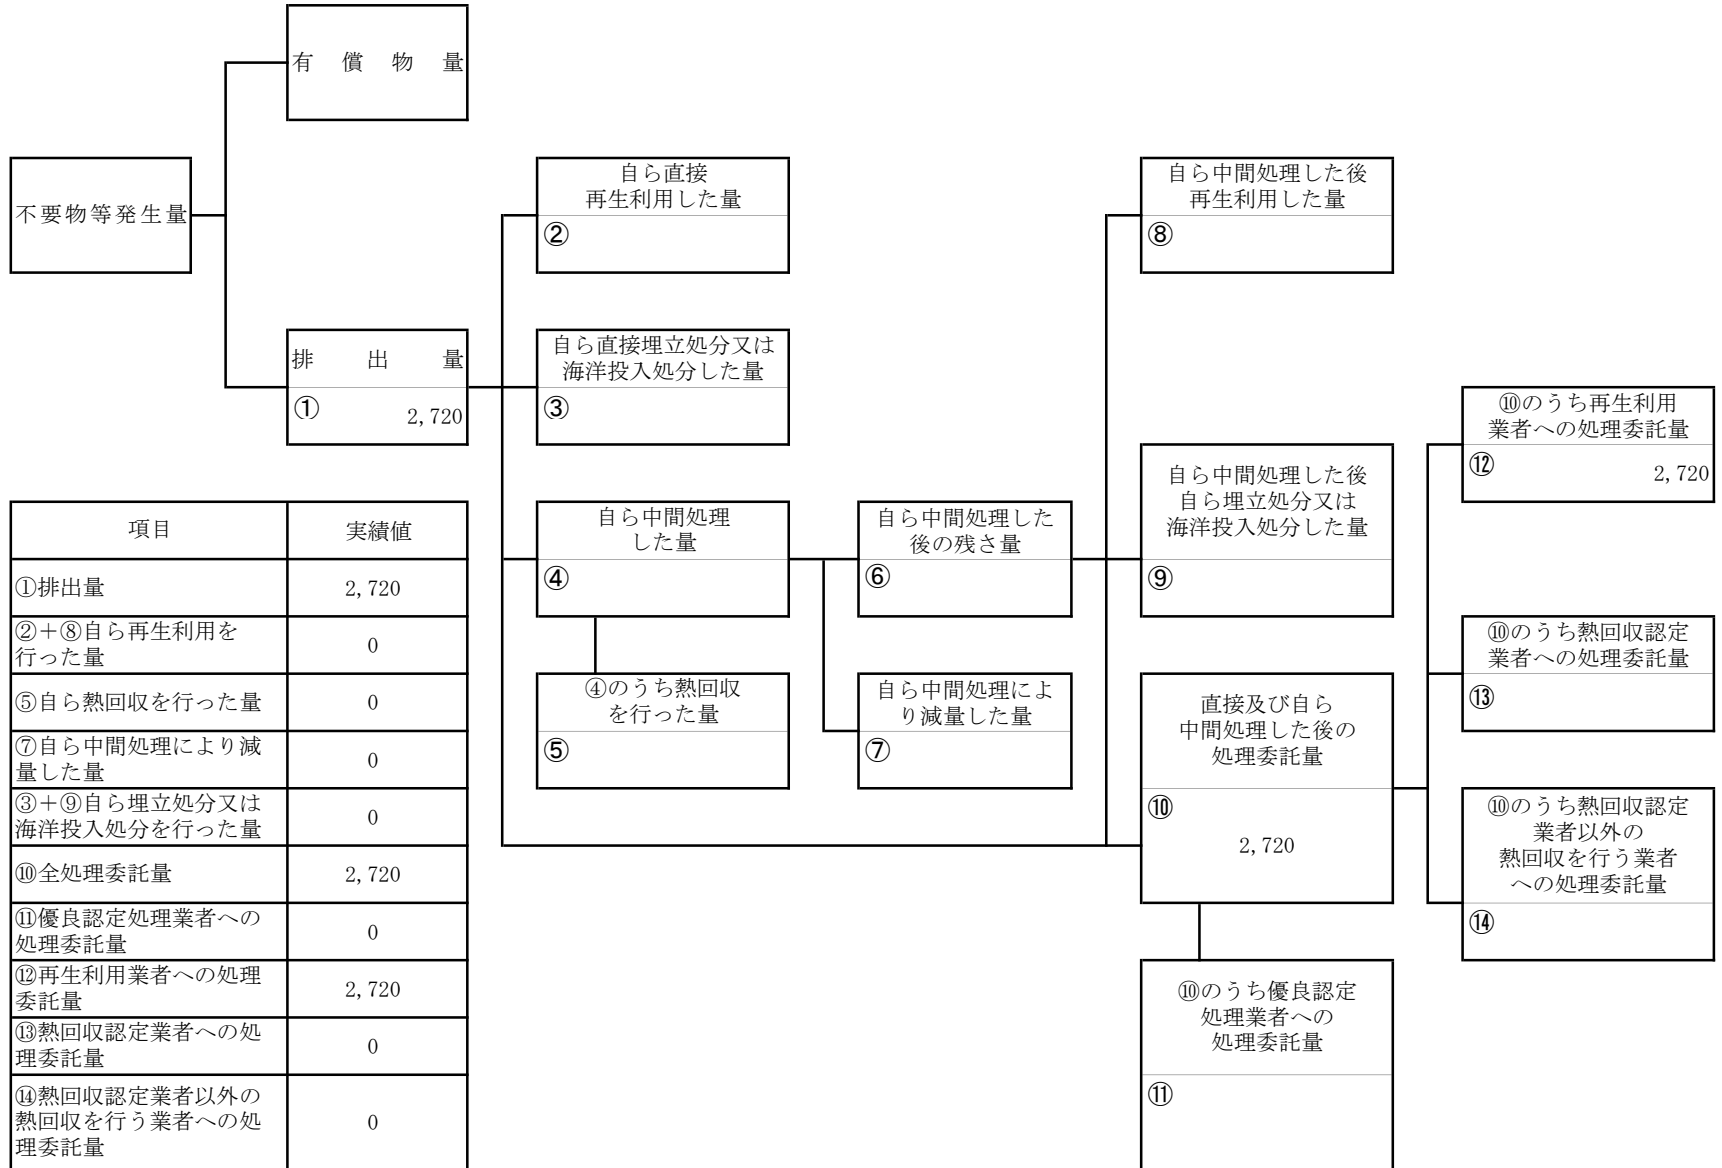 有償物量
不要物等発生量
排出量
①
2,720
自ら直接
再生利用した量
②
自ら直接埋立処分又は
海洋投入処分した量
③
自ら中間処理
した量
④
④のうち熱回収
を行った量
⑤
自ら中間処理した
後の残さ量
⑥
自ら中間処理によ
り減量した量
⑦
自ら中間処理した後
再生利用した量
⑧
自ら中間処理した後
自ら埋立処分又は
海洋投入処分した量
⑨
直接及び自ら
中間処理した後の
処理委託量
⑩
2,720
⑩のうち優良認定
処理業者への
処理委託量
⑪
⑩のうち再生利用
業者への処理委託量
⑫
2,720
⑩のうち熱回収認定
業者への処理委託量
⑬
⑩のうち熱回収認定
業者以外の
熱回収を行う業者
への処理委託量
⑭
項目 実績値
①排出量 2,720
②＋⑧自ら再生利用を
行った量 0
⑤自ら熱回収を行った量 0
⑦自ら中間処理により減
量した量 0
③＋⑨自ら埋立処分又は
海洋投入処分を行った量 0
⑩全処理委託量 2,720
⑪優良認定処理業者への
処理委託量 0
⑫再生利用業者への処理
委託量 2,720
⑬熱回収認定業者への処
理委託量 0
⑭熱回収認定業者以外の
熱回収を行う業者への処
理委託量 0